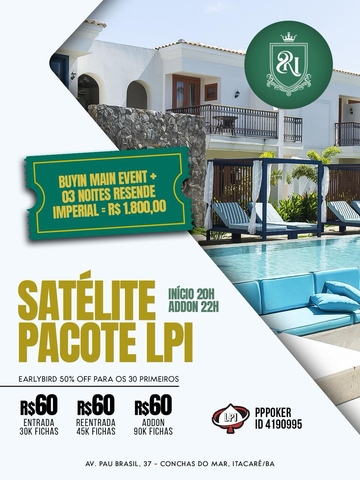 BUYIN MAIN EVENT +
03 NOITES RESENDE
IMPERIAL = R$ 1.800,00
SATÉLITE
INÍCIO 20H
ADDON 22H
PACOTE LPI
EARLYBIRD 50% OFF PARA OS 30 PRIMEIROS
R$60
ENTRADA
30K FICHAS
R$60
REENTRADA
45K FICHAS
R$60
ADDON
90K FICHAS
LPI
PPPOKER
ID 4190995
AV. PAU BRASIL, 37 - CONCHAS DO MAR, ITACARÉ/BA